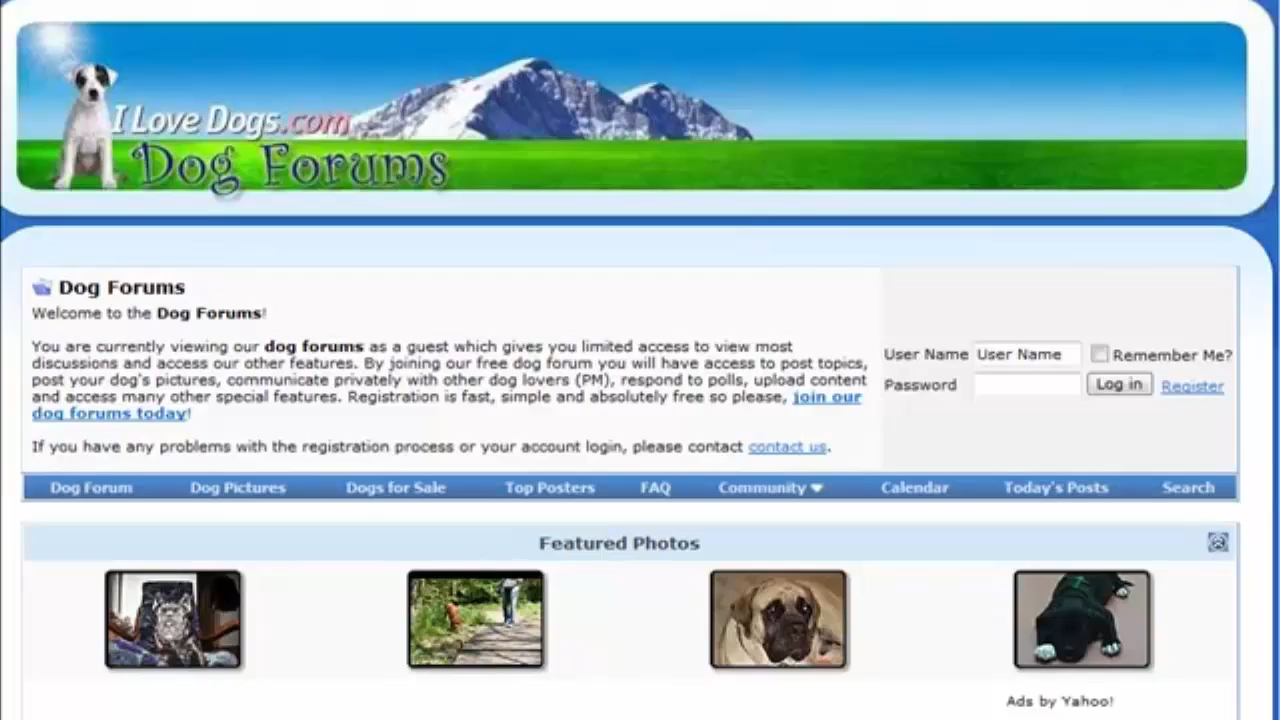 I Love Dogs.com
Dog Forums
Dog Forums
Welcome to the Dog Forums!
You are currently viewing our dog forums as a guest which gives you limited access to view most
discussions and access our other features. By joining our free dog forum you will have access to post topics,
post your dog's pictures, communicate privately with other dog lovers (PM), respond to polls, upload content
and access many other special features. Registration is fast, simple and absolutely free so please, join our
dog forums today!
If you have any problems with the registration process or your account login, please contact contact us.
User Name User Name Remember Me?
Password Log in Register
Dog Forum Dog Pictures Dogs for Sale Top Posters FAQ Community Calendar Today's Posts Search
Featured Photos
Ads by Yahoo!